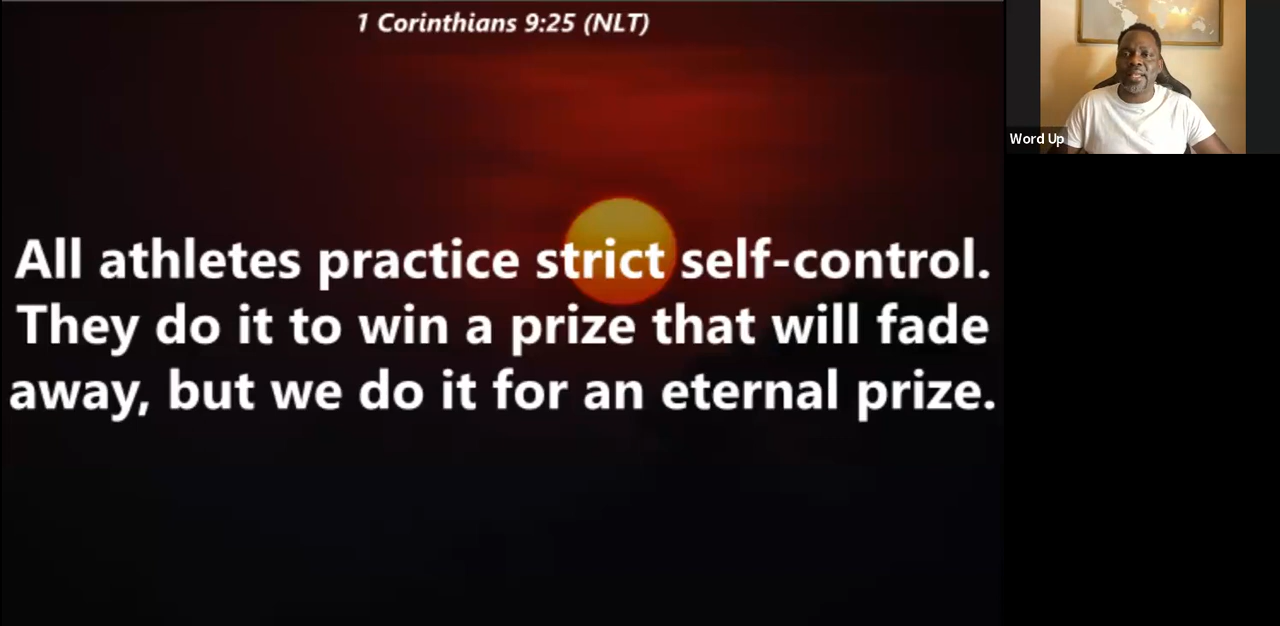 1 Corinthians 9:25 (NLT)
All athletes practice strict self-control.
They do it to win a prize that will fade
away, but we do it for an eternal prize.
Word Up